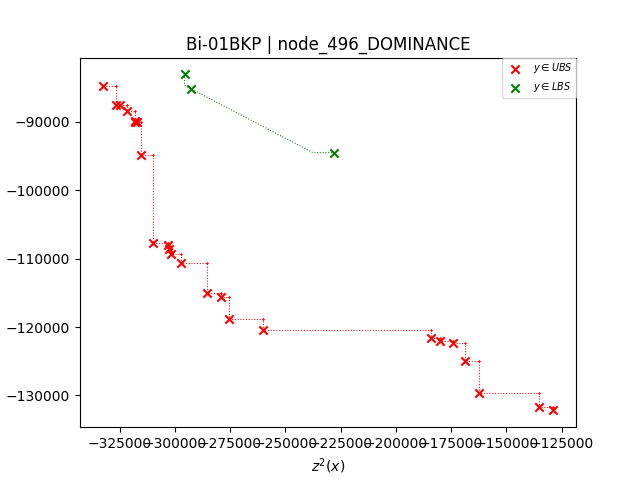 Bi-01BKP | node_496_DOMINANCE
y ∈ UBS
y ∈ LBS
−90000
−100000
−110000
−120000
−130000
−325000 −300000 −275000 −250000 −225000 −200000 −175000 −150000 −125000
z²(x)